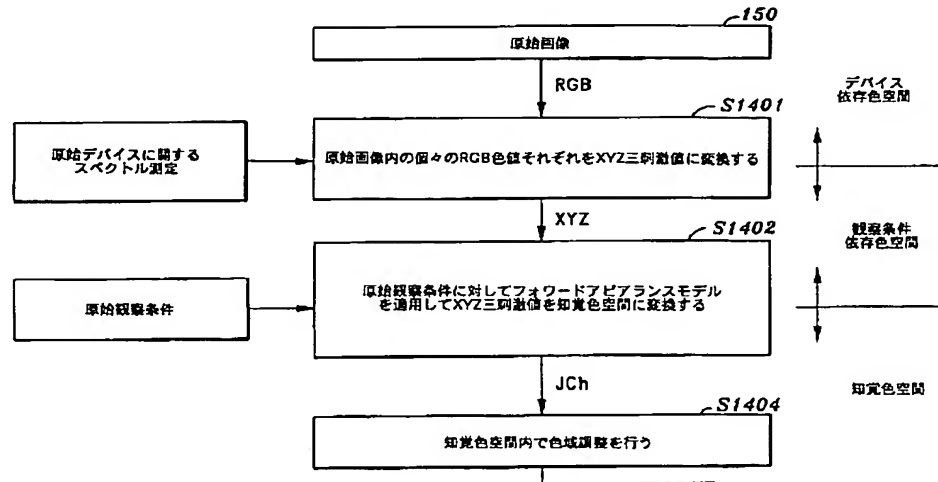 150
原始画像
RGB
デバイス
依存色空間
S1401
原始デバイスに関する
スペクトル測定
原始画像内の個々のRGB色値それぞれをXYZ三刺激値に変換する
XYZ
観察条件
依存色空間
S1402
原始観察条件
原始観察条件に対してフォワードアピアランスモデル
を適用してXYZ三刺激値を知覚色空間に変換する
JCh
知覚色空間
S1404
知覚色空間内で色域調整を行う